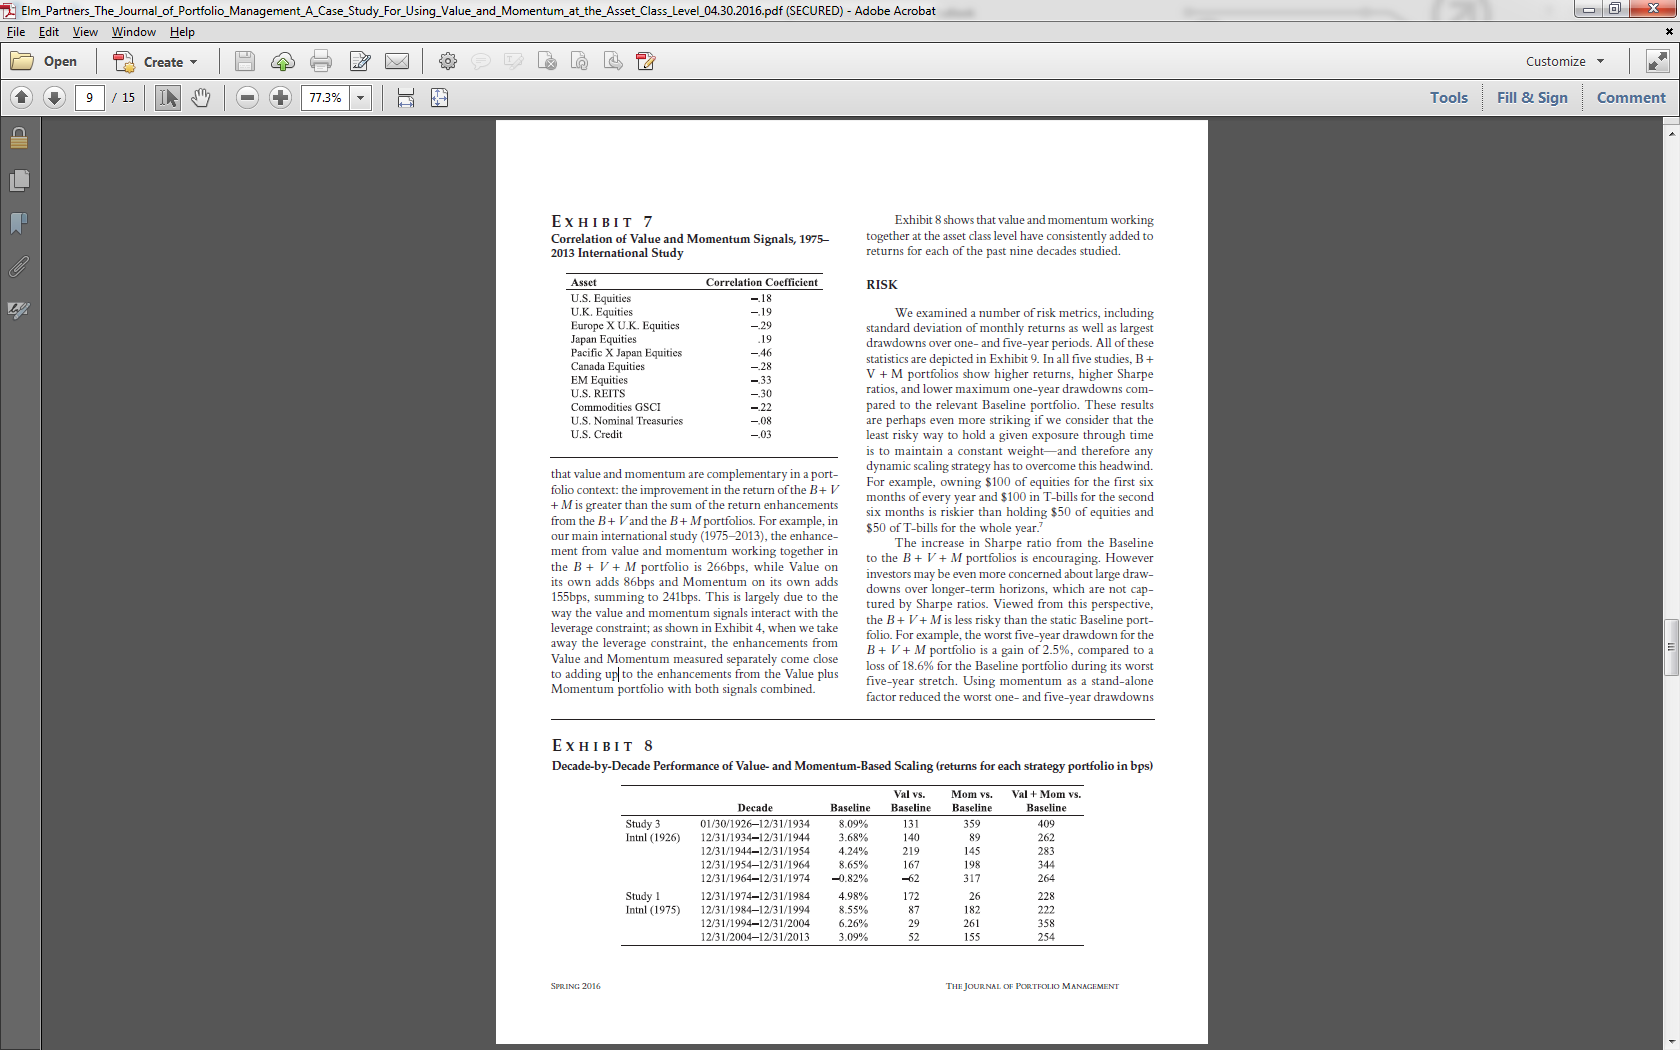 Elm_Partners_The_Journal_of_Portfolio_Management_A_Case_Study_For_Using_Value_and_Momentum_at_the_Asset_Class_Level_04.30.2016.pdf (SECURED) - Adobe Acrobat
File Edit View Window Help
Open Create Customize
9 / 15 77.3% Tools Fill & Sign Comment
EXHIBIT 7
Correlation of Value and Momentum Signals, 1975–
2013 International Study
Asset Correlation Coefficient
U.S. Equities –.18
U.K. Equities –.19
Europe X U.K. Equities –.29
Japan Equities .19
Pacific X Japan Equities –.46
Canada Equities –.28
EM Equities –.33
U.S. REITS –.30
Commodities GSCI –.22
U.S. Nominal Treasuries –.08
U.S. Credit –.03
that value and momentum are complementary in a port-
folio context: the improvement in the return of the B+ V
+ M is greater than the sum of the return enhancements
from the B+ V and the B+ M portfolios. For example, in
our main international study (1975–2013), the enhance-
ment from value and momentum working together in
the B + V + M portfolio is 266bps, while Value on
its own adds 86bps and Momentum on its own adds
155bps, summing to 241bps. This is largely due to the
way the value and momentum signals interact with the
leverage constraint; as shown in Exhibit 4, when we take
away the leverage constraint, the enhancements from
Value and Momentum measured separately come close
to adding up to the enhancements from the Value plus
Momentum portfolio with both signals combined.
Exhibit 8 shows that value and momentum working
together at the asset class level have consistently added to
returns for each of the past nine decades studied.
RISK
We examined a number of risk metrics, including
standard deviation of monthly returns as well as largest
drawdowns over one- and five-year periods. All of these
statistics are depicted in Exhibit 9. In all five studies, B +
V + M portfolios show higher returns, higher Sharpe
ratios, and lower maximum one-year drawdowns com-
pared to the relevant Baseline portfolio. These results
are perhaps even more striking if we consider that the
least risky way to hold a given exposure through time
is to maintain a constant weight—and therefore any
dynamic scaling strategy has to overcome this headwind.
For example, owning $100 of equities for the first six
months of every year and $100 in T-bills for the second
six months is riskier than holding $50 of equities and
$50 of T-bills for the whole year.7
The increase in Sharpe ratio from the Baseline
to the B + V + M portfolios is encouraging. However
investors may be even more concerned about large draw-
downs over longer-term horizons, which are not cap-
tured by Sharpe ratios. Viewed from this perspective,
the B + V + M is less risky than the static Baseline port-
folio. For example, the worst five-year drawdown for the
B + V + M portfolio is a gain of 2.5%, compared to a
loss of 18.6% for the Baseline portfolio during its worst
five-year stretch. Using momentum as a stand-alone
factor reduced the worst one- and five-year drawdowns
EXHIBIT 8
Decade-by-Decade Performance of Value- and Momentum-Based Scaling (returns for each strategy portfolio in bps)
Val vs. Mom vs. Val + Mom vs.
Decade Baseline Baseline Baseline Baseline
Study 3 01/30/1926–12/31/1934 8.09% 131 359 409
Intnl (1926) 12/31/1934–12/31/1944 3.68% 140 89 262
12/31/1944–12/31/1954 4.24% 219 145 283
12/31/1954–12/31/1964 8.65% 167 198 344
12/31/1964–12/31/1974 –0.82% –62 317 264
Study 1 12/31/1974–12/31/1984 4.98% 172 26 228
Intnl (1975) 12/31/1984–12/31/1994 8.55% 87 182 222
12/31/1994–12/31/2004 6.26% 29 261 358
12/31/2004–12/31/2013 3.09% 52 155 254
SPRING 2016 THE JOURNAL OF PORTFOLIO MANAGEMENT